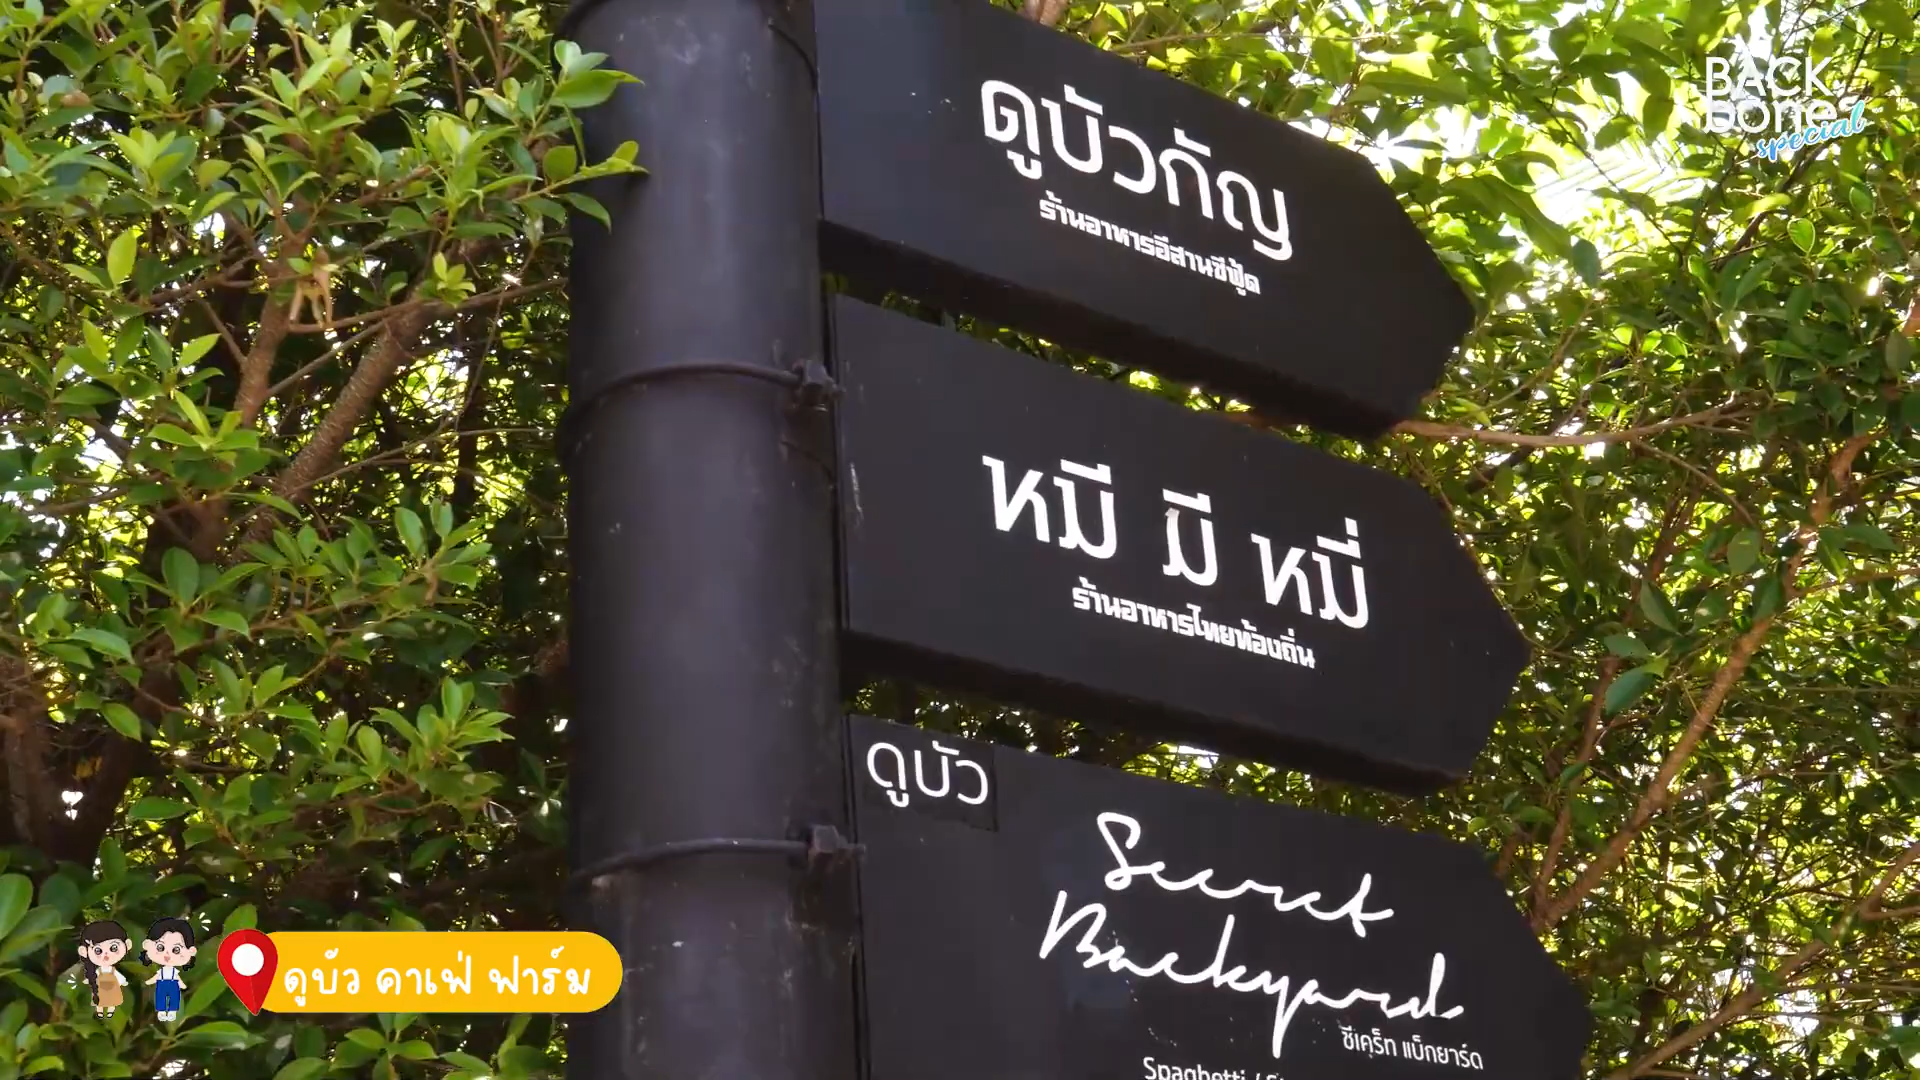 BACK
bone
special
ดูบัวกัญ
ร้านอาหารอีสานซีฟู้ด
หมี มี หมี่
ร้านอาหารไทยท้องถิ่น
ดูบัว
Secret
Backyard
ซีเคร็ท แบ็กยาร์ด
Spaghetti /
ดูบัว คาเฟ่ ฟาร์ม